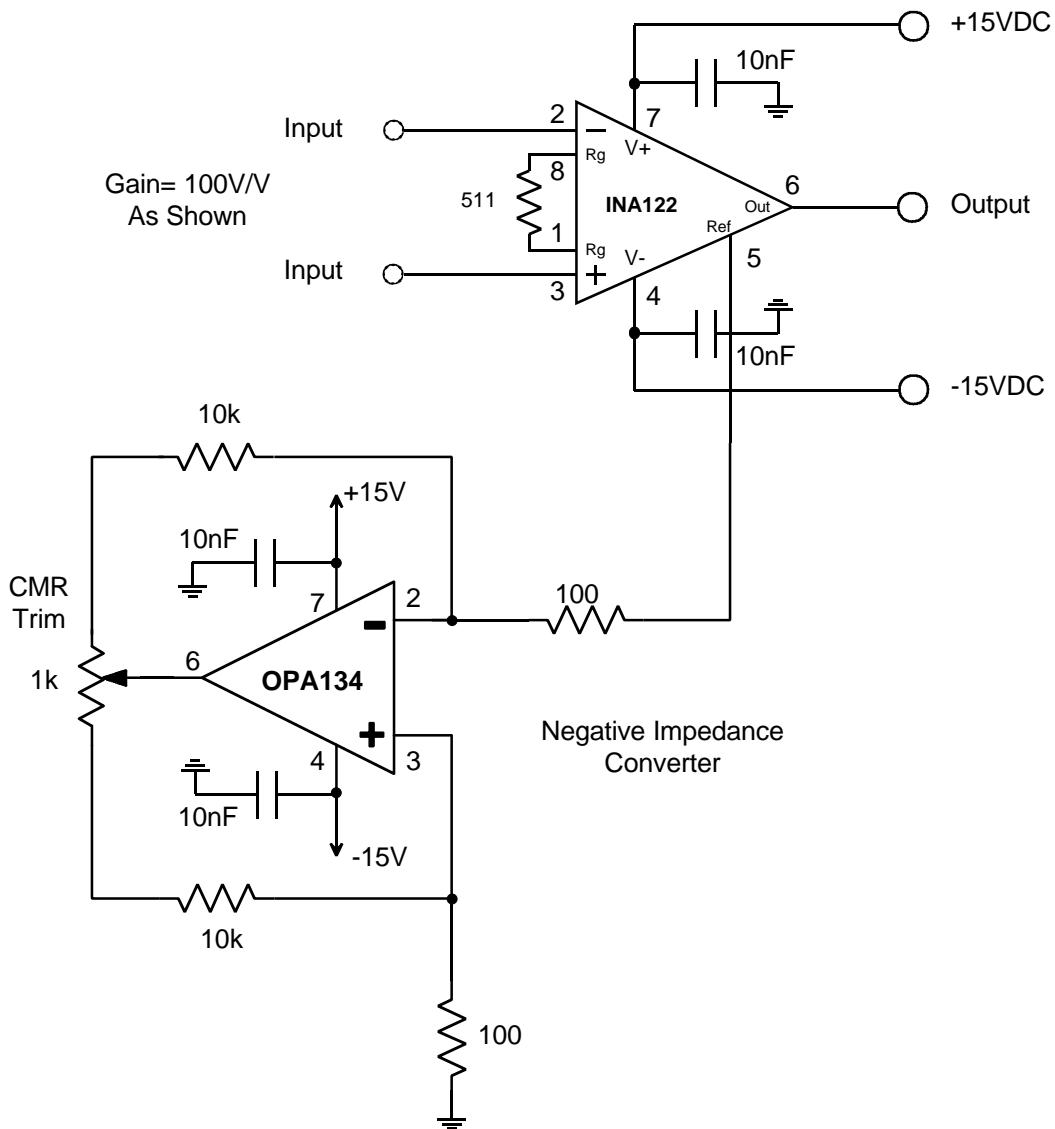 +15VDC
10nF
Input
2
7
V+
Rg
8
6
Gain= 100V/V
As Shown
511
INA122
Out
Output
Ref
1
Rg
V-
5
Input
3
4
10nF
-15VDC
10k
+15V
10nF
CMR
Trim
7
2
100
6
1k
OPA134
Negative Impedance
Converter
4
3
10nF
-15V
10k
100